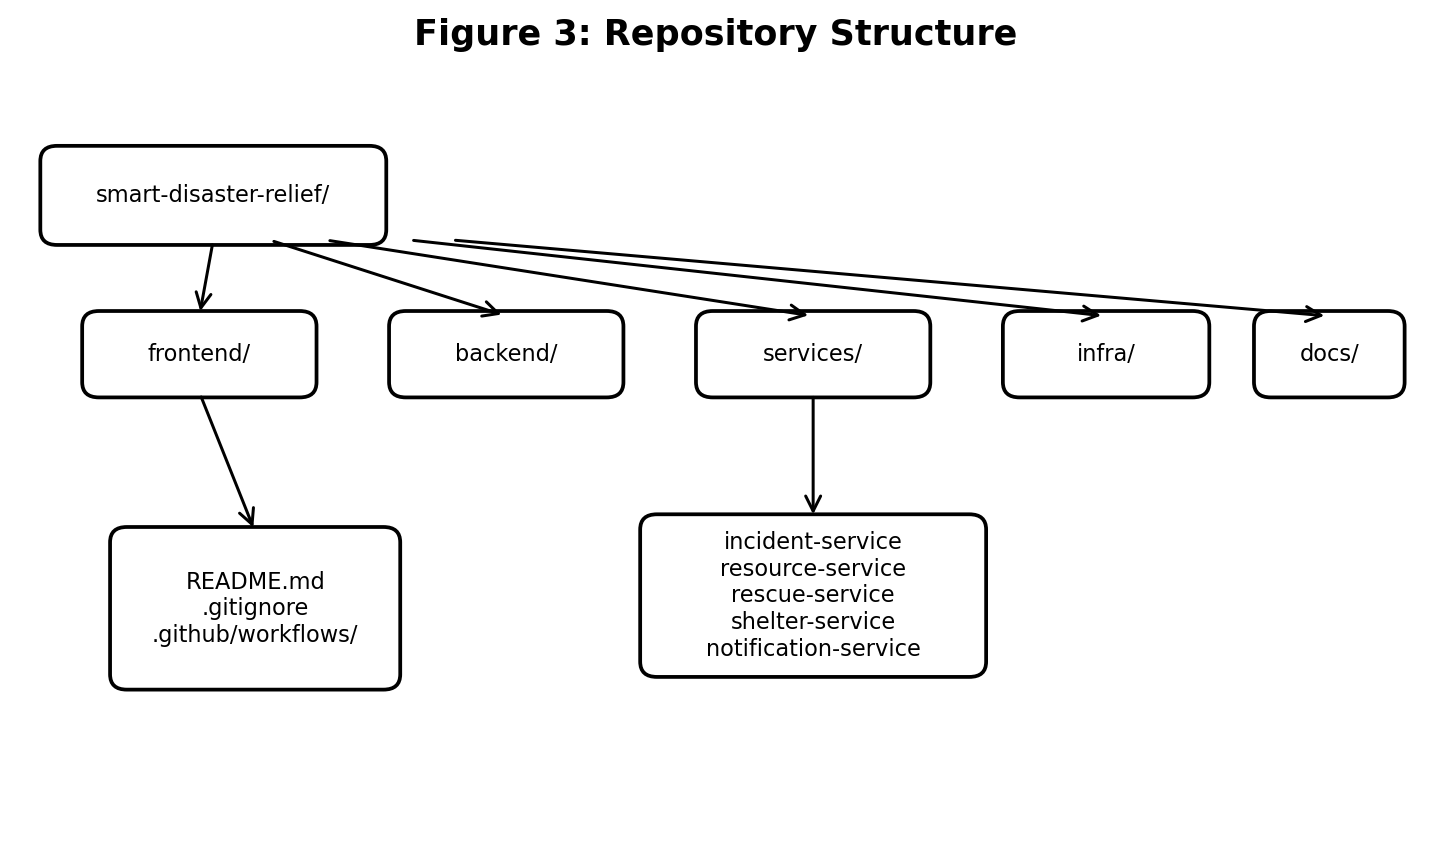 Figure 3: Repository Structure
smart-disaster-relief/
frontend/
backend/
services/
infra/
docs/
README.md
.gitignore
.github/workflows/
incident-service
resource-service
rescue-service
shelter-service
notification-service